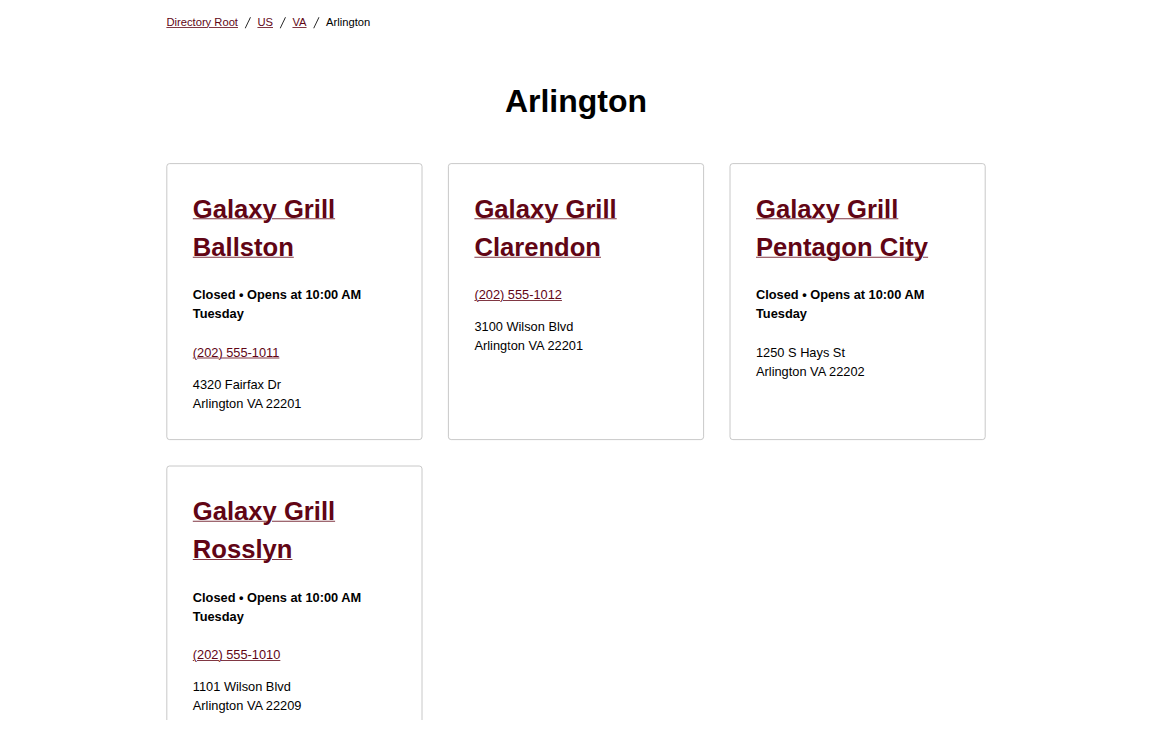 Directory Root / US / VA / Arlington
Arlington
Galaxy Grill
Ballston
Closed • Opens at 10:00 AM
Tuesday
(202) 555-1011
4320 Fairfax Dr
Arlington VA 22201
Galaxy Grill
Clarendon
(202) 555-1012
3100 Wilson Blvd
Arlington VA 22201
Galaxy Grill
Pentagon City
Closed • Opens at 10:00 AM
Tuesday
1250 S Hays St
Arlington VA 22202
Galaxy Grill
Rosslyn
Closed • Opens at 10:00 AM
Tuesday
(202) 555-1010
1101 Wilson Blvd
Arlington VA 22209